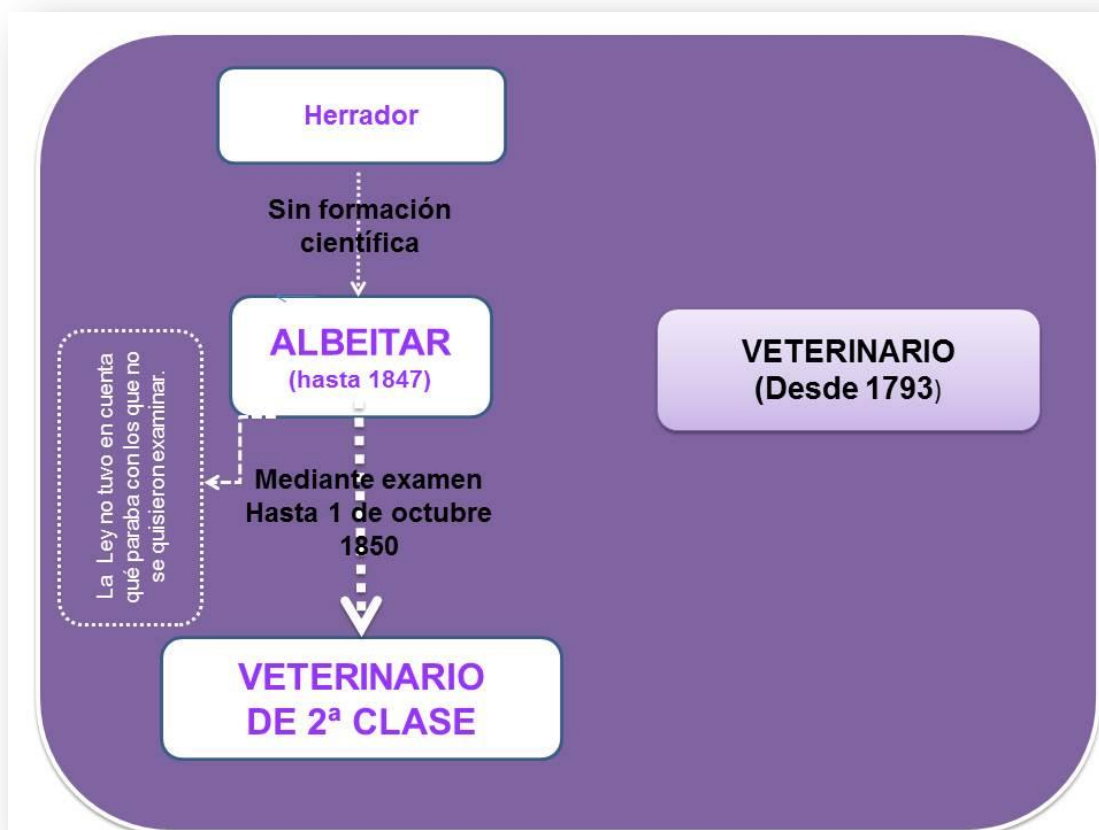 Herrador
Sin formación
científica
ALBEITAR
(hasta 1847)
VETERINARIO
(Desde 1793)
La Ley no tuvo en cuenta
qué paraba con los que no
se quisieron examinar.
Mediante examen
Hasta 1 de octubre
1850
VETERINARIO
DE 2ª CLASE